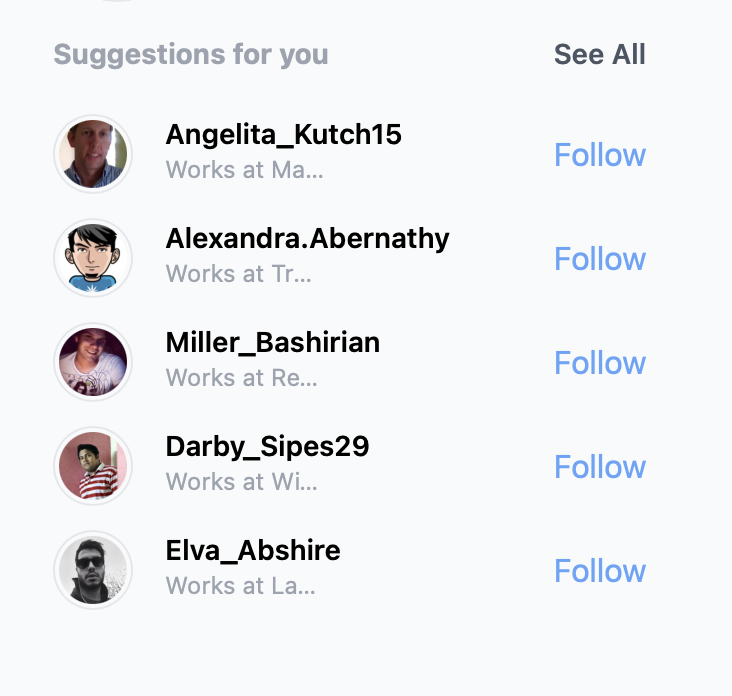 Suggestions for you See All
Angelita_Kutch15
Works at Ma...
Follow
Alexandra.Abernathy
Works at Tr...
Follow
Miller_Bashirian
Works at Re...
Follow
Darby_Sipes29
Works at Wi...
Follow
Elva_Abshire
Works at La...
Follow